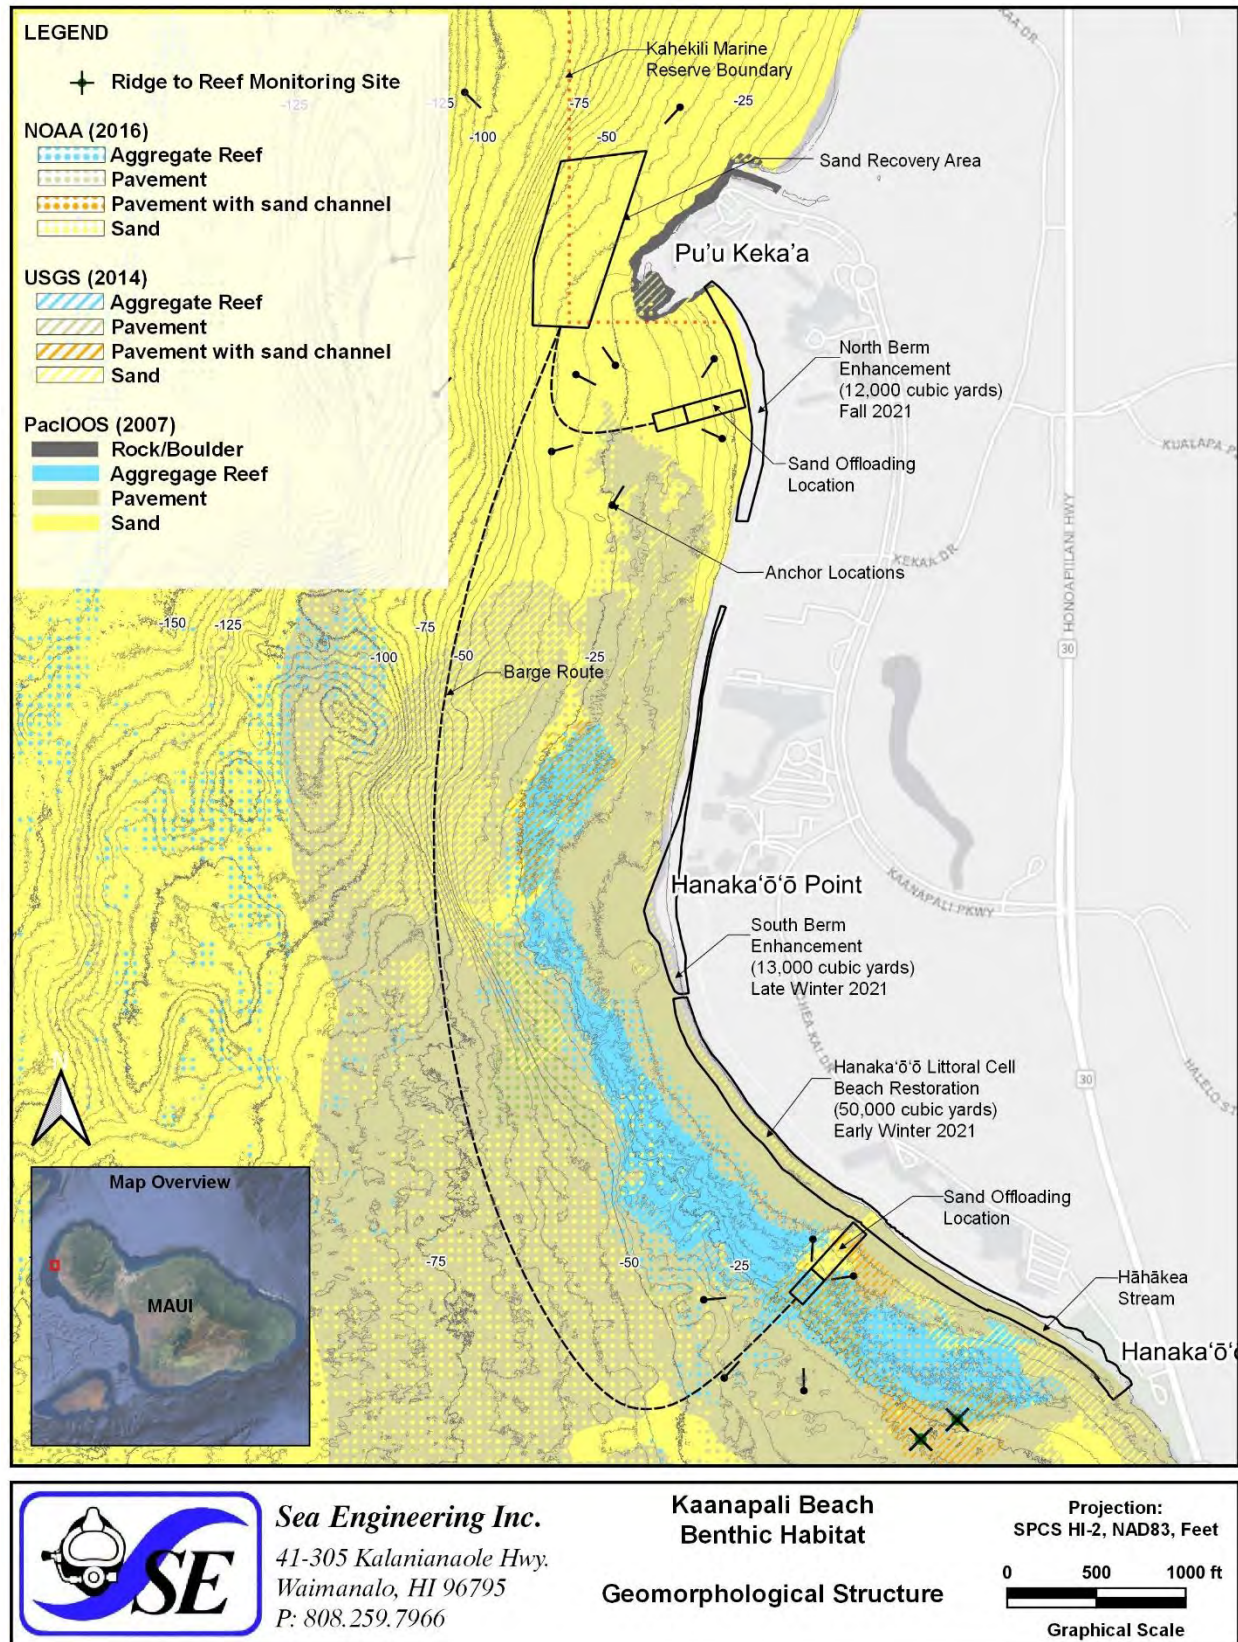 LEGEND
Ridge to Reef Monitoring Site
NOAA (2016)
Aggregate Reef
Pavement
Pavement with sand channel
Sand
USGS (2014)
Aggregate Reef
Pavement
Pavement with sand channel
Sand
PacIOOS (2007)
Rock/Boulder
Aggregage Reef
Pavement
Sand
Kahekili Marine
Reserve Boundary
-125
-125
-100
-75
-50
-25
Sand Recovery Area
Pu'u Keka'a
North Berm
Enhancement
(12,000 cubic yards)
Fall 2021
Sand Offloading
Location
Anchor Locations
KEKAA DR
HONOAPIILANI HWY
30
-150
-125
-100
-75
-50
-25
Barge Route
Hanaka'ō'ō Point
KAANAPALI PKWY
South Berm
Enhancement
(13,000 cubic yards)
Late Winter 2021
Hanaka'ō'ō Littoral Cell
Beach Restoration
(50,000 cubic yards)
Early Winter 2021
30
HALELO ST
N
Sand Offloading
Location
-75
-50
-25
Hāhākea
Stream
Map Overview
MAUI
SSE
Sea Engineering Inc.
41-305 Kalanianaole Hwy.
Waimanalo, HI 96795
P: 808.259.7966
Kaanapali Beach
Benthic Habitat
Geomorphological Structure
Projection:
SPCS HI-2, NAD83, Feet
0 500 1000 ft
Graphical Scale